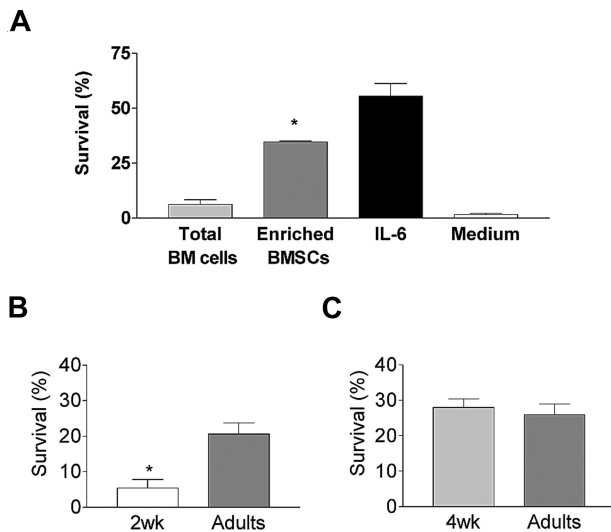 A
Survival (%)
75
50
25
0
*
Total
BM cells
Enriched
BMSCs
IL-6
Medium
B
Survival (%)
40
30
20
10
0
*
2wk
Adults
C
Survival (%)
40
30
20
10
0
4wk
Adults